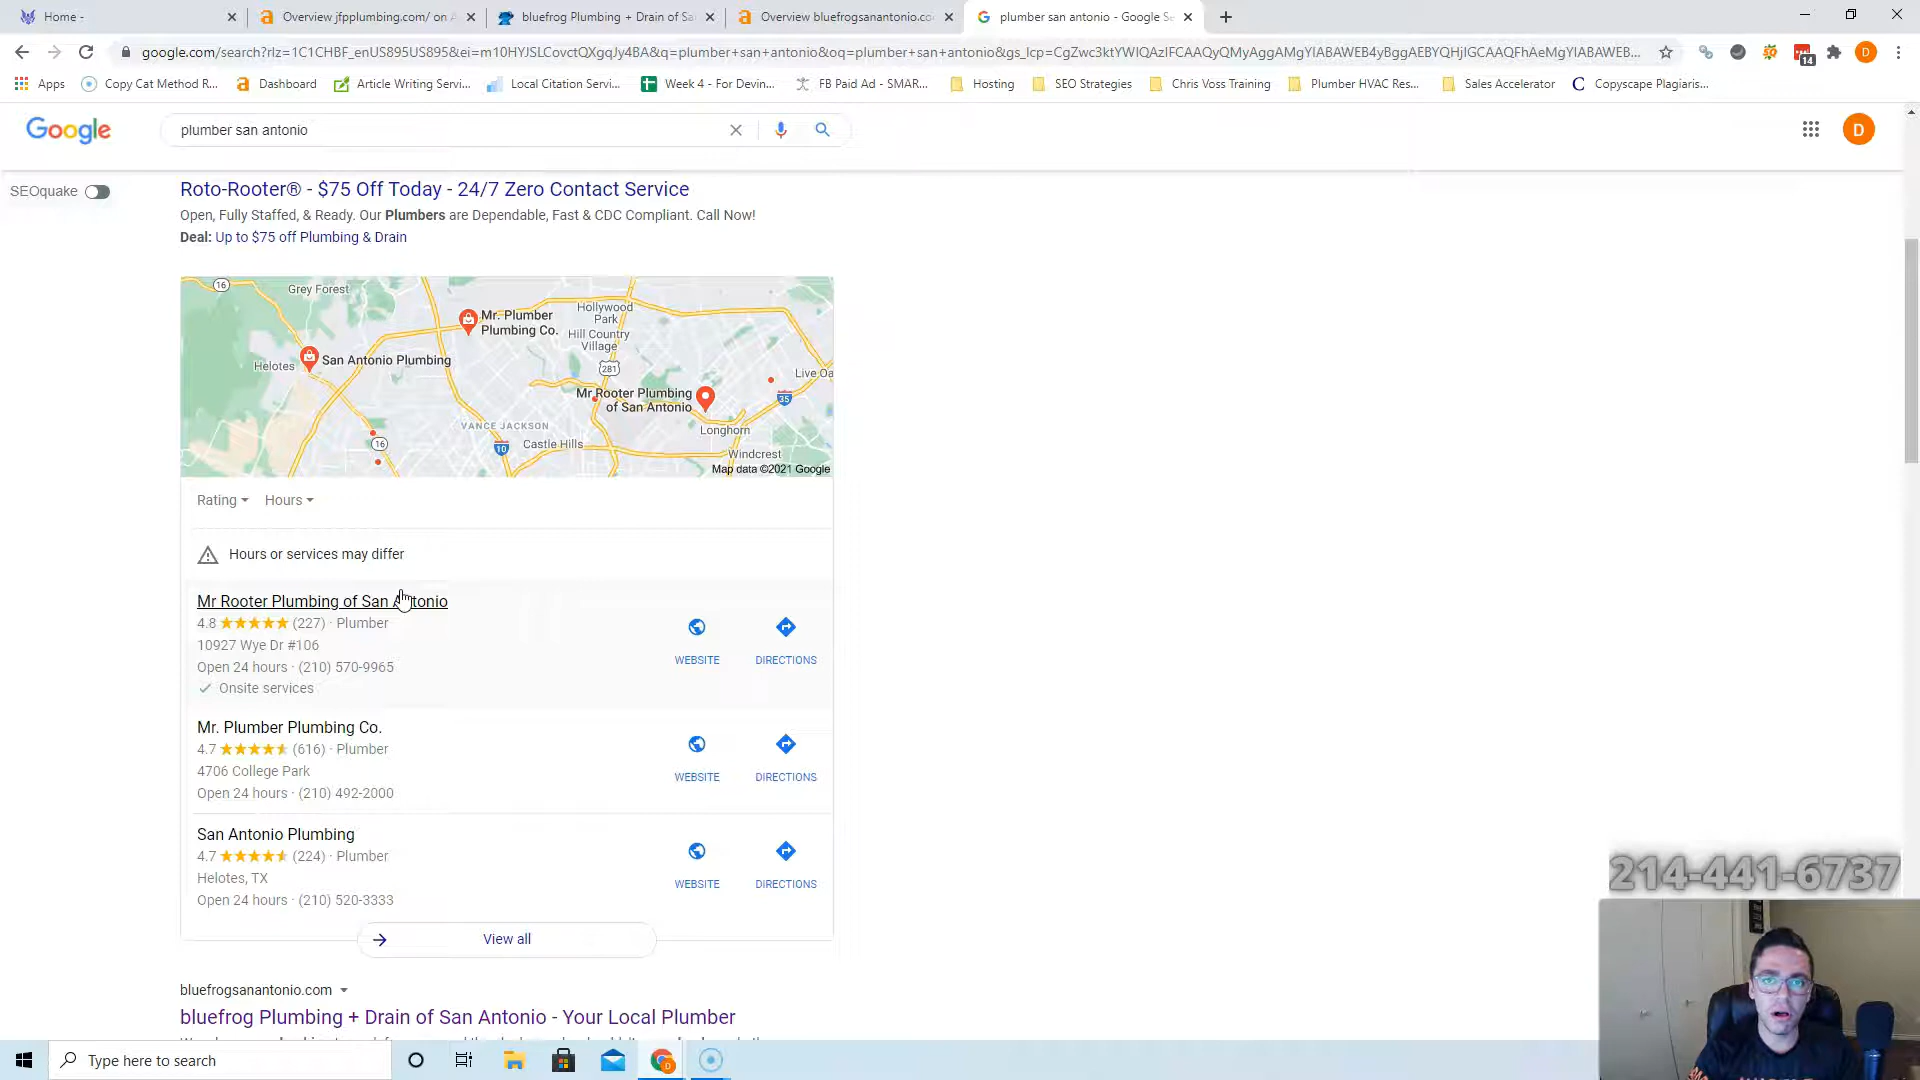 Home -
Overview jfpplumbing.com/ on A
bluefrog Plumbing + Drain of Sa
Overview bluefrogsanantonio.co
plumber san antonio - Google Se
google.com/search?rlz=1C1CHBF_enUS895US895&ei=m10HYJSLCovctQXgqJy4BA&q=plumber+san+antonio&oq=plumber+san+antonio&gs_lcp=CgZwc3ktYWIQAzIFCAAQyQMyAggAMgYIABAWEB4yBggAEBYQHjIGCAAQFhAeMgYIABAWEB...
14
D
Apps
Copy Cat Method R...
Dashboard
Article Writing Servi...
Local Citation Servi...
Week 4 - For Devin...
FB Paid Ad - SMAR...
Hosting
SEO Strategies
Chris Voss Training
Plumber HVAC Res...
Sales Accelerator
Copyscape Plagiaris...
Google
plumber san antonio
D
SEOquake
Roto-Rooter® - $75 Off Today - 24/7 Zero Contact Service
Open, Fully Staffed, & Ready. Our Plumbers are Dependable, Fast & CDC Compliant. Call Now!
Deal: Up to $75 off Plumbing & Drain
16
Grey Forest
Mr. Plumber
Plumbing Co.
Hollywood
Park
Hill Country
Village
San Antonio Plumbing
Helotes
281
Live Oa
Mr Rooter Plumbing
of San Antonio
35
VANCE JACKSON
Longhorn
16
10
Castle Hills
Windcrest
Map data ©2021 Google
Rating
Hours
Hours or services may differ
Mr Rooter Plumbing of San Antonio
4.8 (227) · Plumber
10927 Wye Dr #106
Open 24 hours · (210) 570-9965
Onsite services
WEBSITE
DIRECTIONS
Mr. Plumber Plumbing Co.
4.7 (616) · Plumber
4706 College Park
Open 24 hours · (210) 492-2000
WEBSITE
DIRECTIONS
San Antonio Plumbing
4.7 (224) · Plumber
Helotes, TX
Open 24 hours · (210) 520-3333
WEBSITE
DIRECTIONS
View all
214-441-6737
bluefrogsanantonio.com
bluefrog Plumbing + Drain of San Antonio - Your Local Plumber
Type here to search